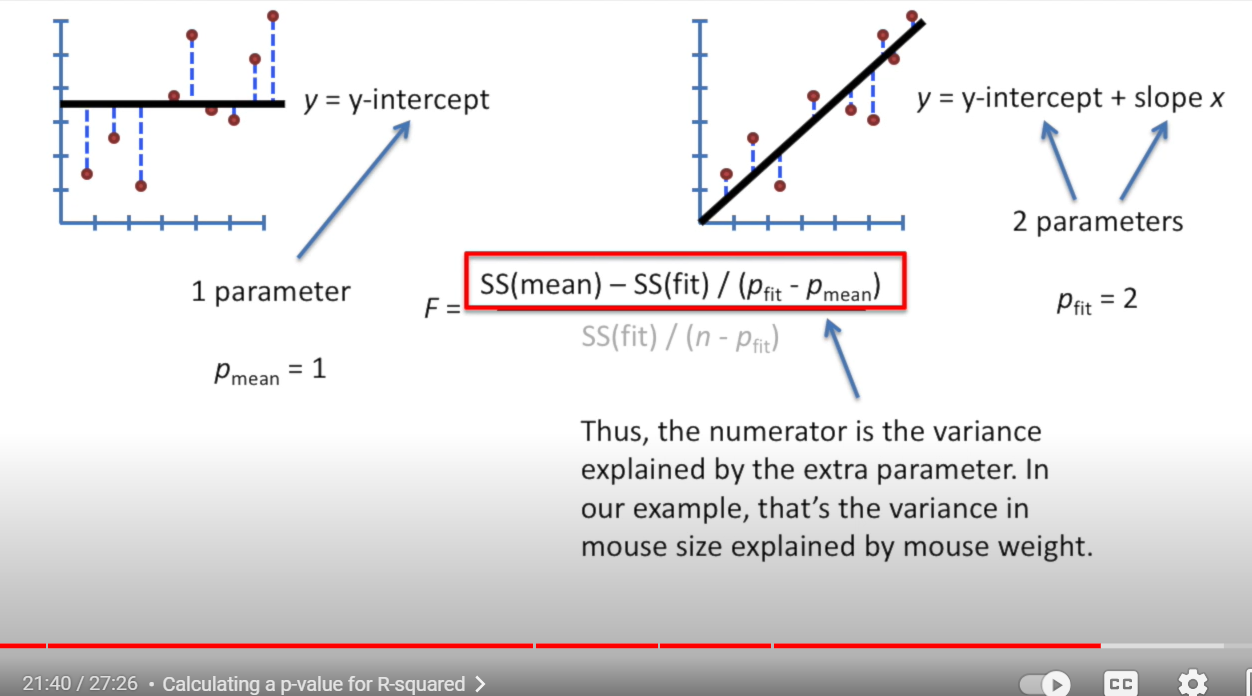 y = y-intercept
y = y-intercept + slope x
2 parameters
1 parameter
F =
SS(mean) – SS(fit) / (pfit - pmean)
SS(fit) / (n - pfit)
pfit = 2
pmean = 1
Thus, the numerator is the variance
explained by the extra parameter. In
our example, that’s the variance in
mouse size explained by mouse weight.
21:40 / 27:26 • Calculating a p-value for R-squared
CC